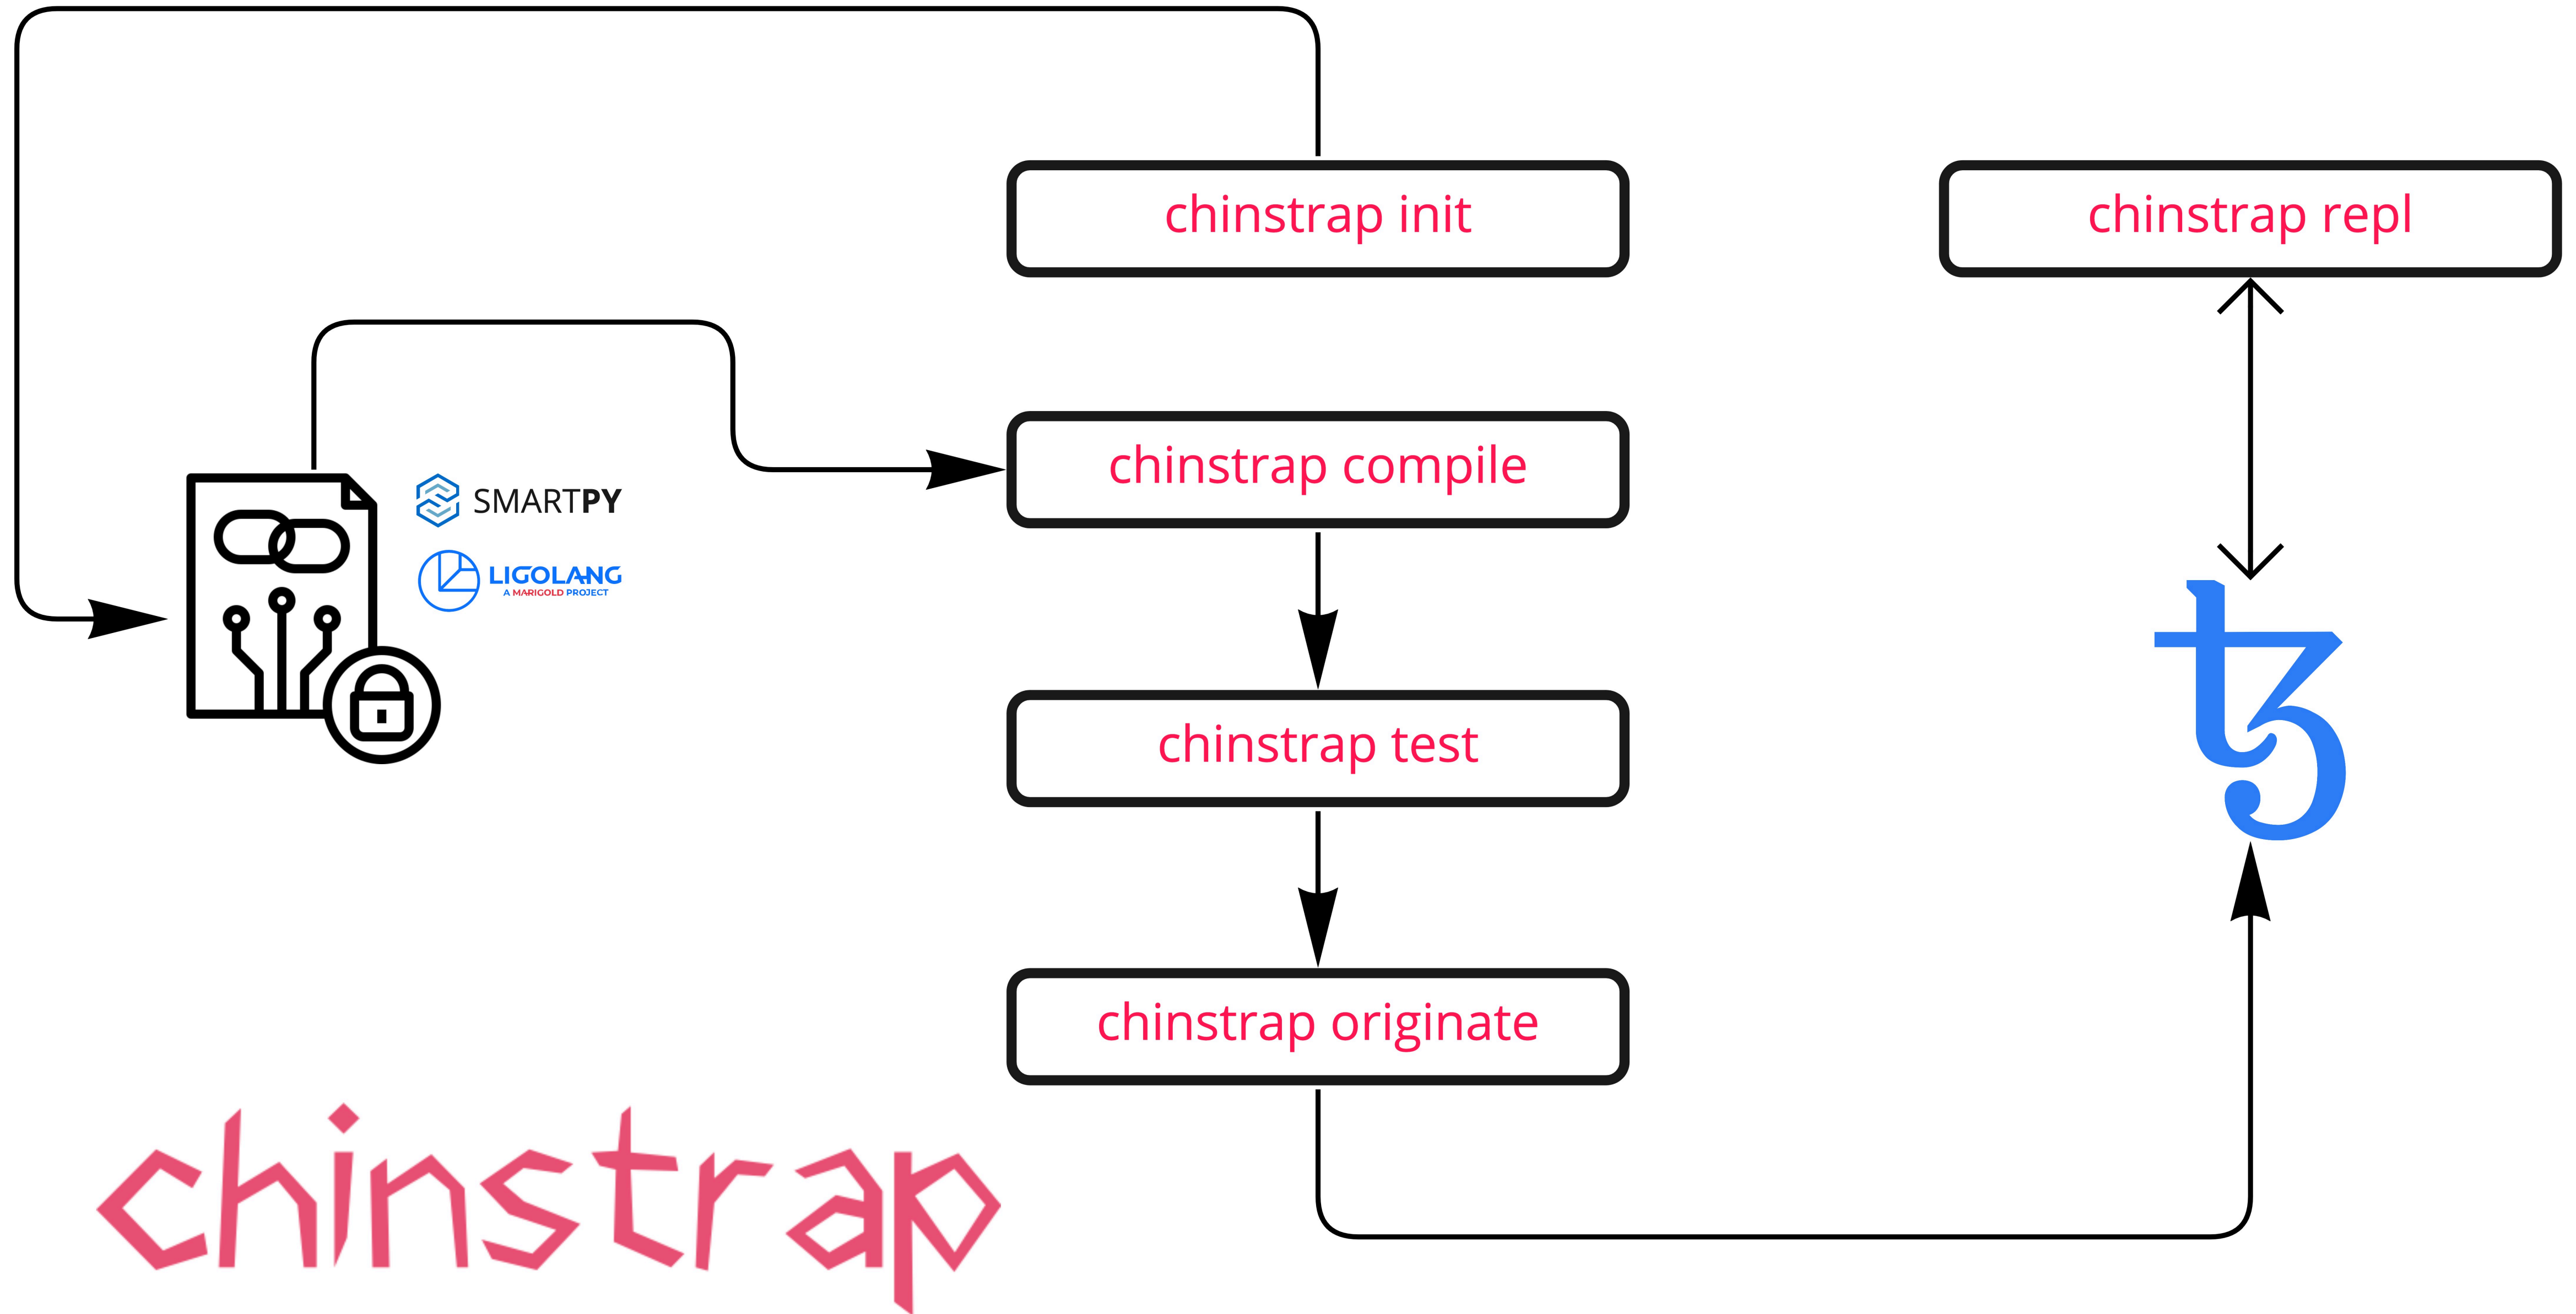 chinstrap init
chinstrap repl
chinstrap compile
SMARTPY
LIGOLANG
A MARIGOLD PROJECT
chinstrap test
chinstrap originate
chinstrap